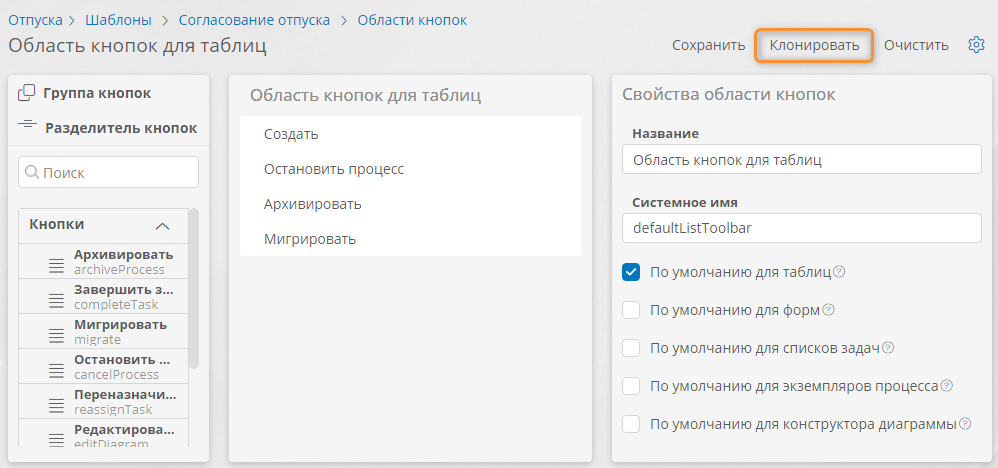 Отпуска > Шаблоны > Согласование отпуска > Области кнопок
Область кнопок для таблиц
Сохранить Клонировать Очистить
Группа кнопок
Разделитель кнопок
Поиск
Кнопки
Архивировать
archiveProcess
Завершить з...
completeTask
Мигрировать
migrate
Остановить ...
cancelProcess
Переназначи...
reassignTask
Редактирова...
editDiagram
Область кнопок для таблиц
Создать
Остановить процесс
Архивировать
Мигрировать
Свойства области кнопок
Название
Область кнопок для таблиц
Системное имя
defaultListToolbar
По умолчанию для таблиц ?
По умолчанию для форм ?
По умолчанию для списков задач ?
По умолчанию для экземпляров процесса ?
По умолчанию для конструктора диаграммы ?